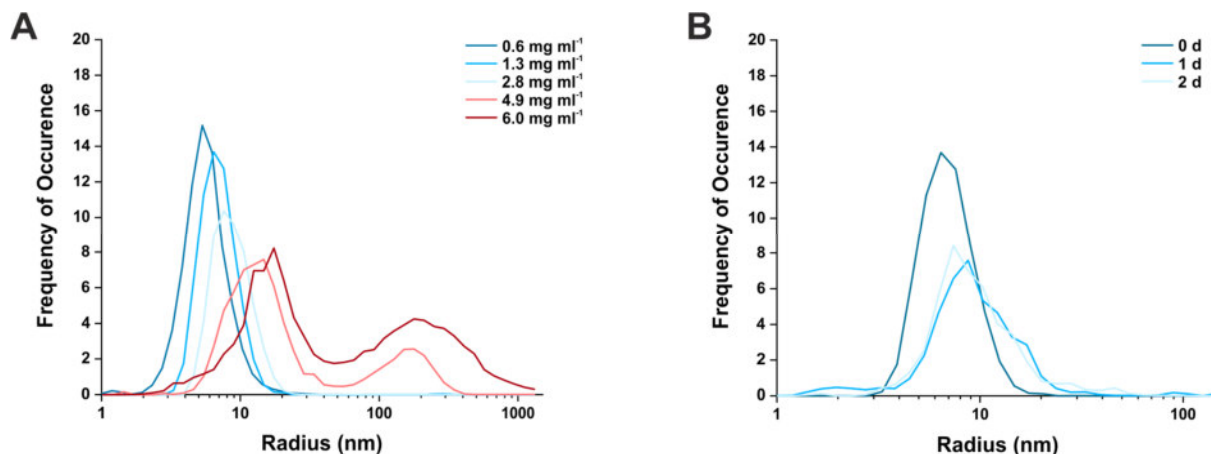 A
20
18
16
14
12
10
8
6
4
2
0
Frequency of Occurence
0.6 mg ml⁻¹
1.3 mg ml⁻¹
2.8 mg ml⁻¹
4.9 mg ml⁻¹
6.0 mg ml⁻¹
1 10 100 1000
Radius (nm)
B
20
18
16
14
12
10
8
6
4
2
0
Frequency of Occurence
0 d
1 d
2 d
1 10 100
Radius (nm)